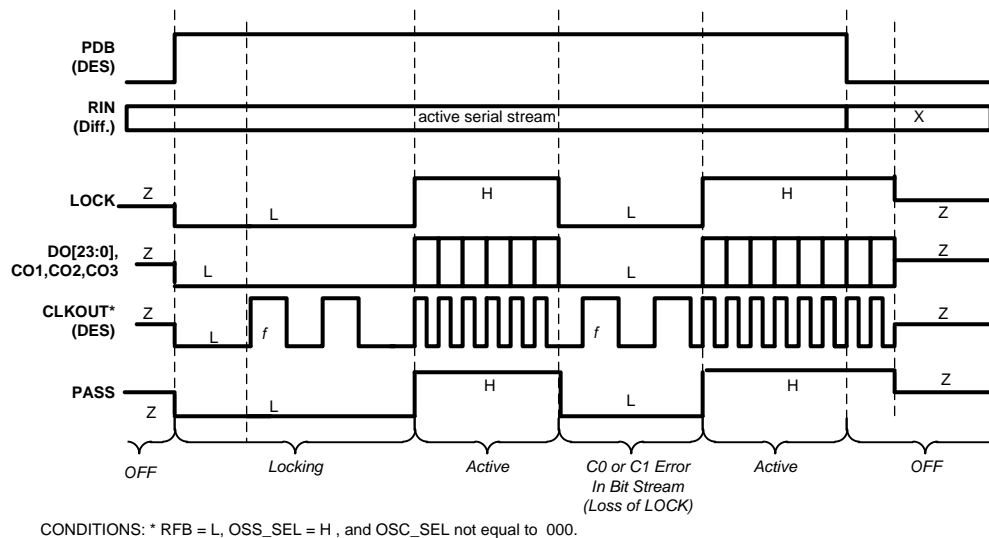 PDB
(DES)
RIN
(Diff.)
active serial stream
X
LOCK
Z
L
H
L
H
Z
DO[23:0],
CO1,CO2,CO3
Z
L
L
Z
CLKOUT*
(DES)
Z
L
f
f
Z
PASS
Z
L
H
L
H
Z
OFF
Locking
Active
C0 or C1 Error
In Bit Stream
(Loss of LOCK)
Active
OFF
CONDITIONS: * RFB = L, OSS_SEL = H , and OSC_SEL not equal to 000.